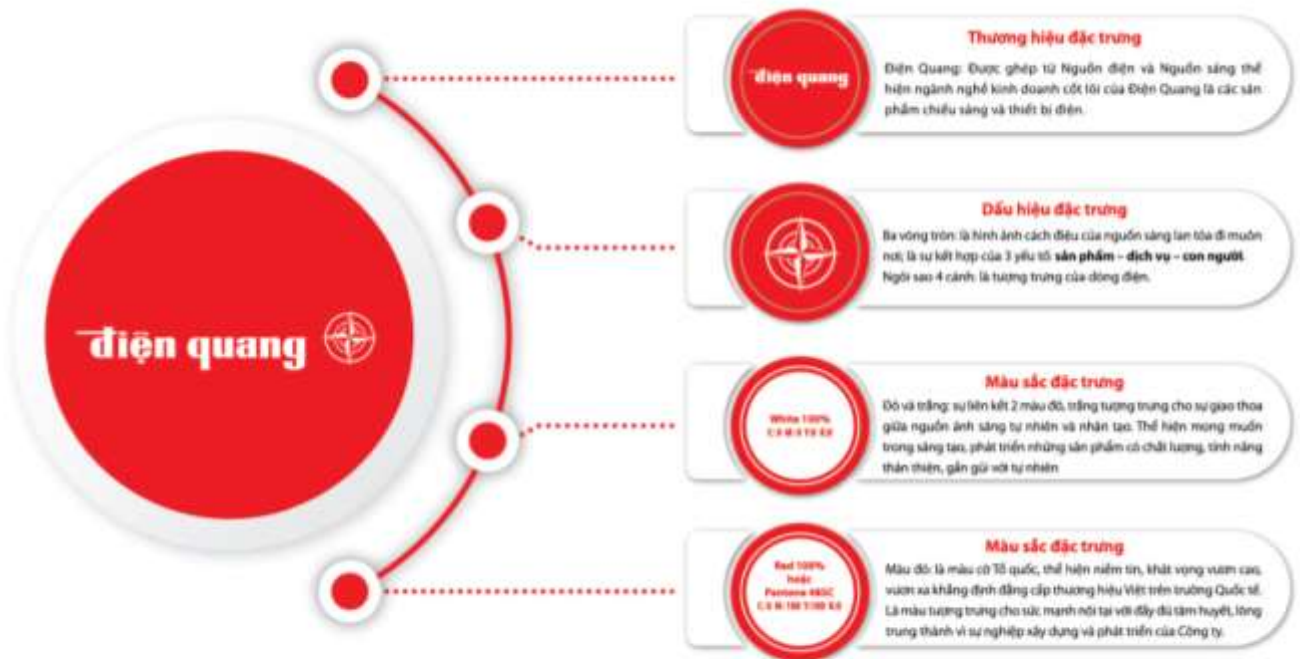 điện quang
điện quang
Thương hiệu đặc trưng
Điện Quang: Được ghép từ Nguồn điện và Nguồn sáng thể
hiện ngành nghề kinh doanh cốt lõi của Điện Quang là các sản
phẩm chiếu sáng và thiết bị điện.
Dấu hiệu đặc trưng
Ba vòng tròn: là hình ảnh cách điệu của nguồn sáng lan tỏa đi muôn
nơi; là sự kết hợp của 3 yếu tố sản phẩm – dịch vụ – con người.
Ngôi sao 4 cánh: là tượng trưng của dòng điện.
White 100%
C:0 M:0 Y:0 K:0
Màu sắc đặc trưng
Đỏ và trắng: sự liên kết 2 màu đỏ, trắng tượng trưng cho sự giao thoa
giữa nguồn ánh sáng tự nhiên và nhân tạo. Thể hiện mong muốn
trong sáng tạo, phát triển những sản phẩm có chất lượng, tính năng
thân thiện, gần gũi với tự nhiên
Red 100%
hoặc
Pantone 485C
C:0 M:100 Y:100 K:0
Màu sắc đặc trưng
Màu đỏ: là màu cờ Tổ quốc, thể hiện niềm tin, khát vọng vươn cao,
vươn xa khẳng định đẳng cấp thương hiệu Việt trên trường Quốc tế.
Là màu tượng trưng cho sức mạnh nội tại với đầy đủ tâm huyết, lòng
trung thành vì sự nghiệp xây dựng và phát triển của Công ty.